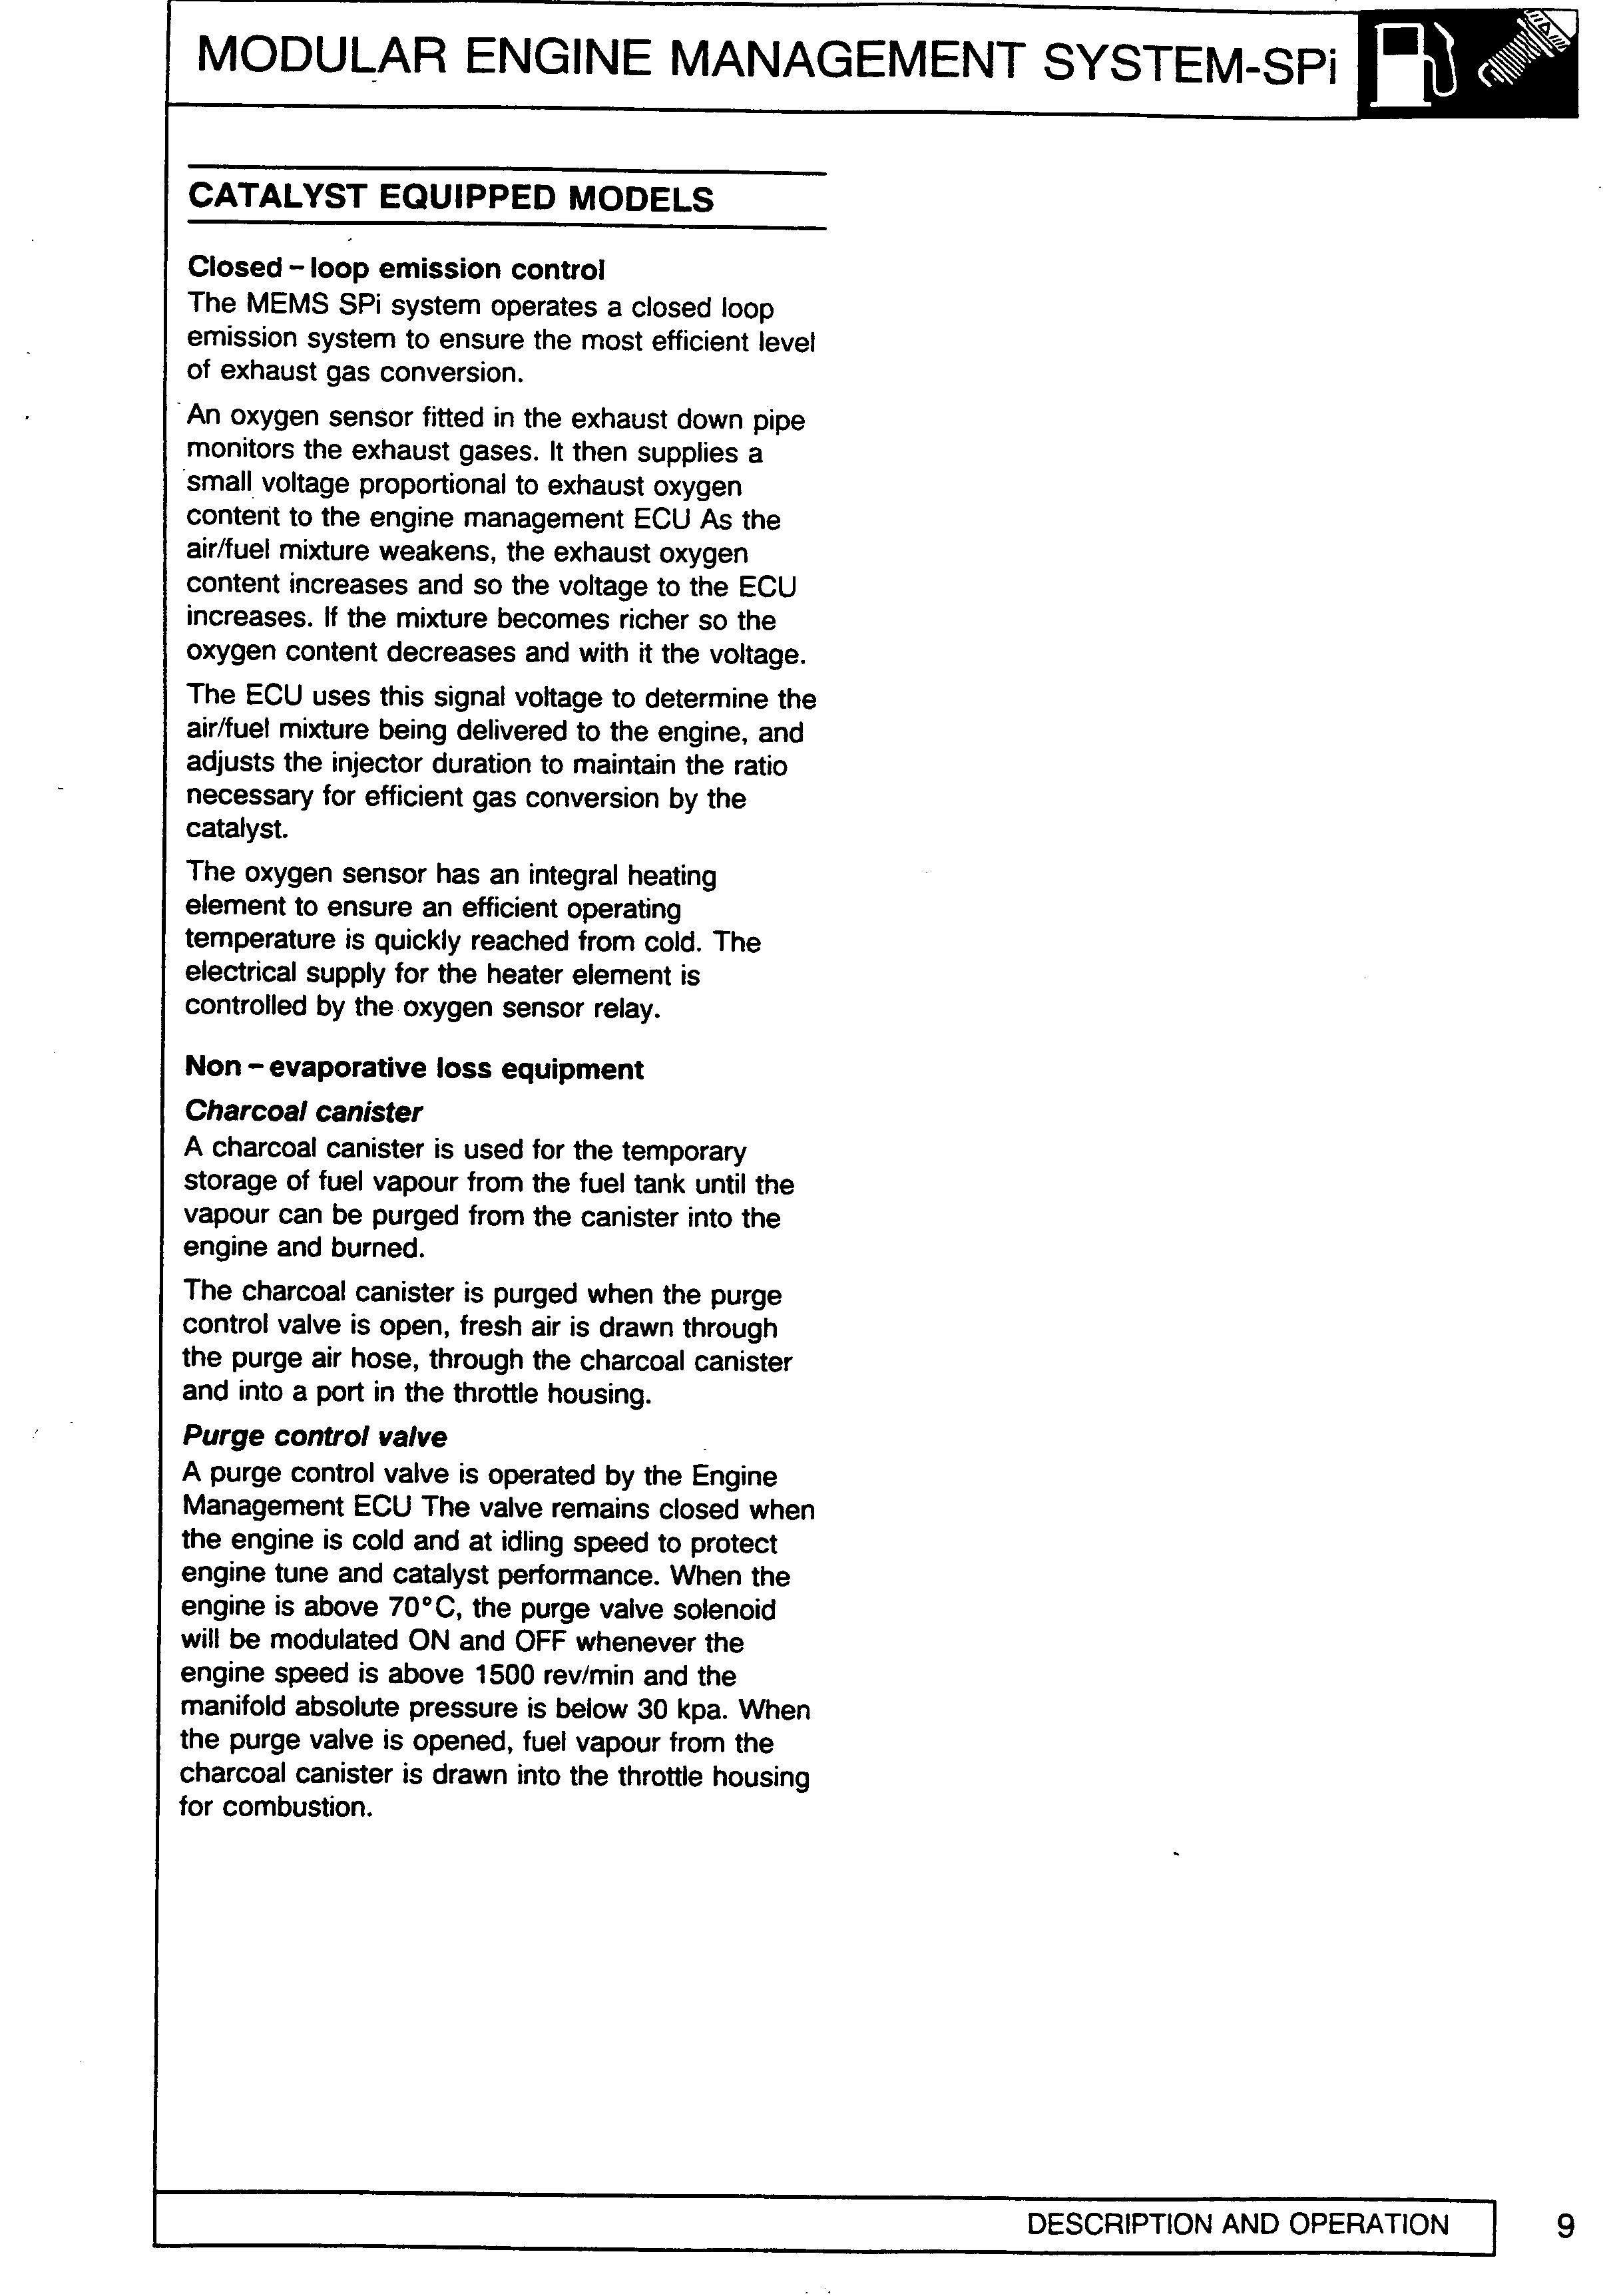 MODULAR ENGINE MANAGEMENT SYSTEM-SPi
CATALYST EQUIPPED MODELS
Closed – loop emission control
The MEMS SPi system operates a closed loop
emission system to ensure the most efficient level
of exhaust gas conversion.
An oxygen sensor fitted in the exhaust down pipe
monitors the exhaust gases. It then supplies a
small voltage proportional to exhaust oxygen
content to the engine management ECU As the
air/fuel mixture weakens, the exhaust oxygen
content increases and so the voltage to the ECU
increases. If the mixture becomes richer so the
oxygen content decreases and with it the voltage.
The ECU uses this signal voltage to determine the
air/fuel mixture being delivered to the engine, and
adjusts the injector duration to maintain the ratio
necessary for efficient gas conversion by the
catalyst.
The oxygen sensor has an integral heating
element to ensure an efficient operating
temperature is quickly reached from cold. The
electrical supply for the heater element is
controlled by the oxygen sensor relay.
Non – evaporative loss equipment
Charcoal canister
A charcoal canister is used for the temporary
storage of fuel vapour from the fuel tank until the
vapour can be purged from the canister into the
engine and burned.
The charcoal canister is purged when the purge
control valve is open, fresh air is drawn through
the purge air hose, through the charcoal canister
and into a port in the throttle housing.
Purge control valve
A purge control valve is operated by the Engine
Management ECU The valve remains closed when
the engine is cold and at idling speed to protect
engine tune and catalyst performance. When the
engine is above 70°C, the purge valve solenoid
will be modulated ON and OFF whenever the
engine speed is above 1500 rev/min and the
manifold absolute pressure is below 30 kpa. When
the purge valve is opened, fuel vapour from the
charcoal canister is drawn into the throttle housing
for combustion.
DESCRIPTION AND OPERATION
9